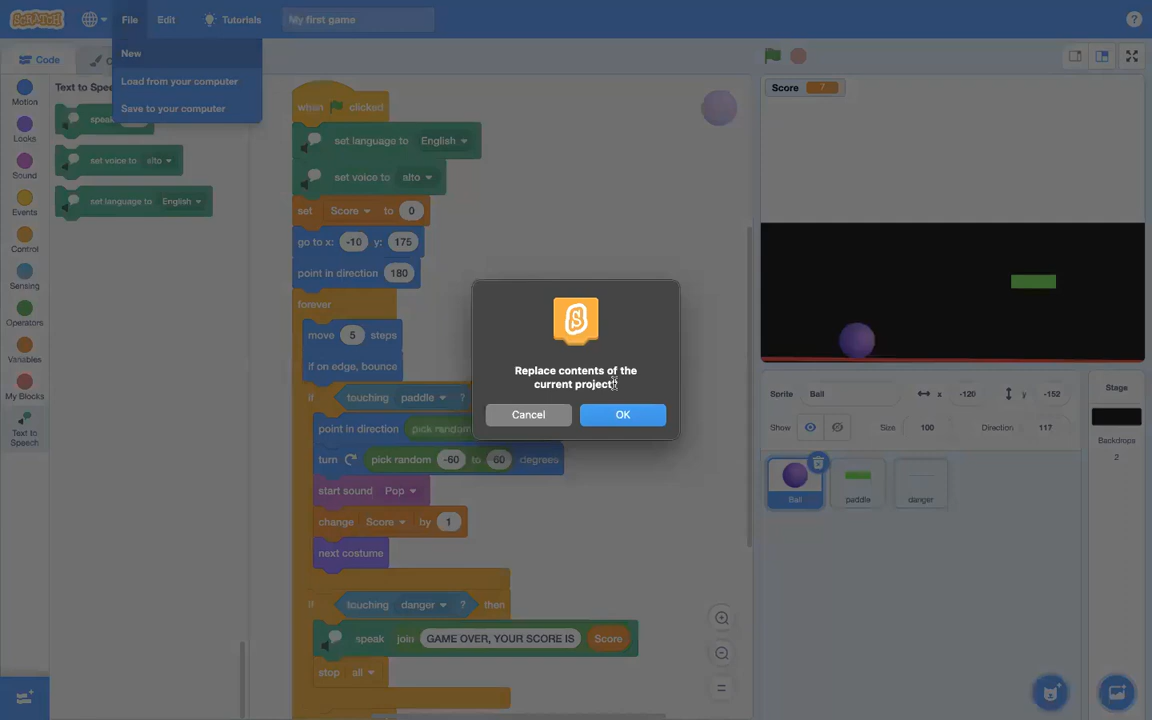 SCRATCH
File
Edit
Tutorials
My first game
?
Code
New
Load from your computer
Save to your computer
Motion
Looks
Sound
Events
Control
Sensing
Operators
Variables
My Blocks
Text to Speech
Text to
set voice to alto
set language to English
when clicked
set language to English
set voice to alto
set Score to 0
go to x: -10 y: 175
point in direction 180
forever
move 5 steps
if on edge, bounce
if touching paddle ?
point in direction pick random
turn pick random -60 to 60 degrees
start sound Pop
change Score by 1
next costume
if touching danger ? then
speak join GAME OVER, YOUR SCORE IS Score
stop all
Replace contents of the
current project?
Cancel
OK
Score 7
Sprite Ball x -120 y -152
Show Size 100 Direction 117
Ball
paddle
danger
Stage
Backdrops
2